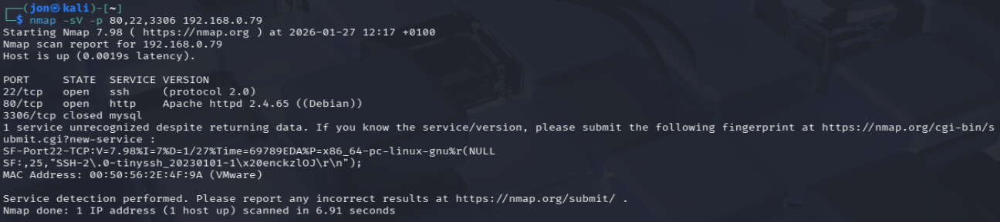 ┌──(jon㉿kali)-[~]
└─$ nmap -sV -p 80,22,3306 192.168.0.79
Starting Nmap 7.98 ( https://nmap.org ) at 2026-01-27 12:17 +0100
Nmap scan report for 192.168.0.79
Host is up (0.0019s latency).

PORT     STATE  SERVICE VERSION
22/tcp   open   ssh     (protocol 2.0)
80/tcp   open   http    Apache httpd 2.4.65 ((Debian))
3306/tcp closed mysql
1 service unrecognized despite returning data. If you know the service/version, please submit the following fingerprint at https://nmap.org/cgi-bin/s
ubmit.cgi?new-service :
SF-Port22-TCP:V=7.98%I=7%D=1/27%Time=69789EDA%P=x86_64-pc-linux-gnu%r(NULL
SF:,25,"SSH-2\.0-tinyssh_20230101-1\x20enckzlOJ\r\n");
MAC Address: 00:50:56:2E:4F:9A (VMware)

Service detection performed. Please report any incorrect results at https://nmap.org/submit/ .
Nmap done: 1 IP address (1 host up) scanned in 6.91 seconds